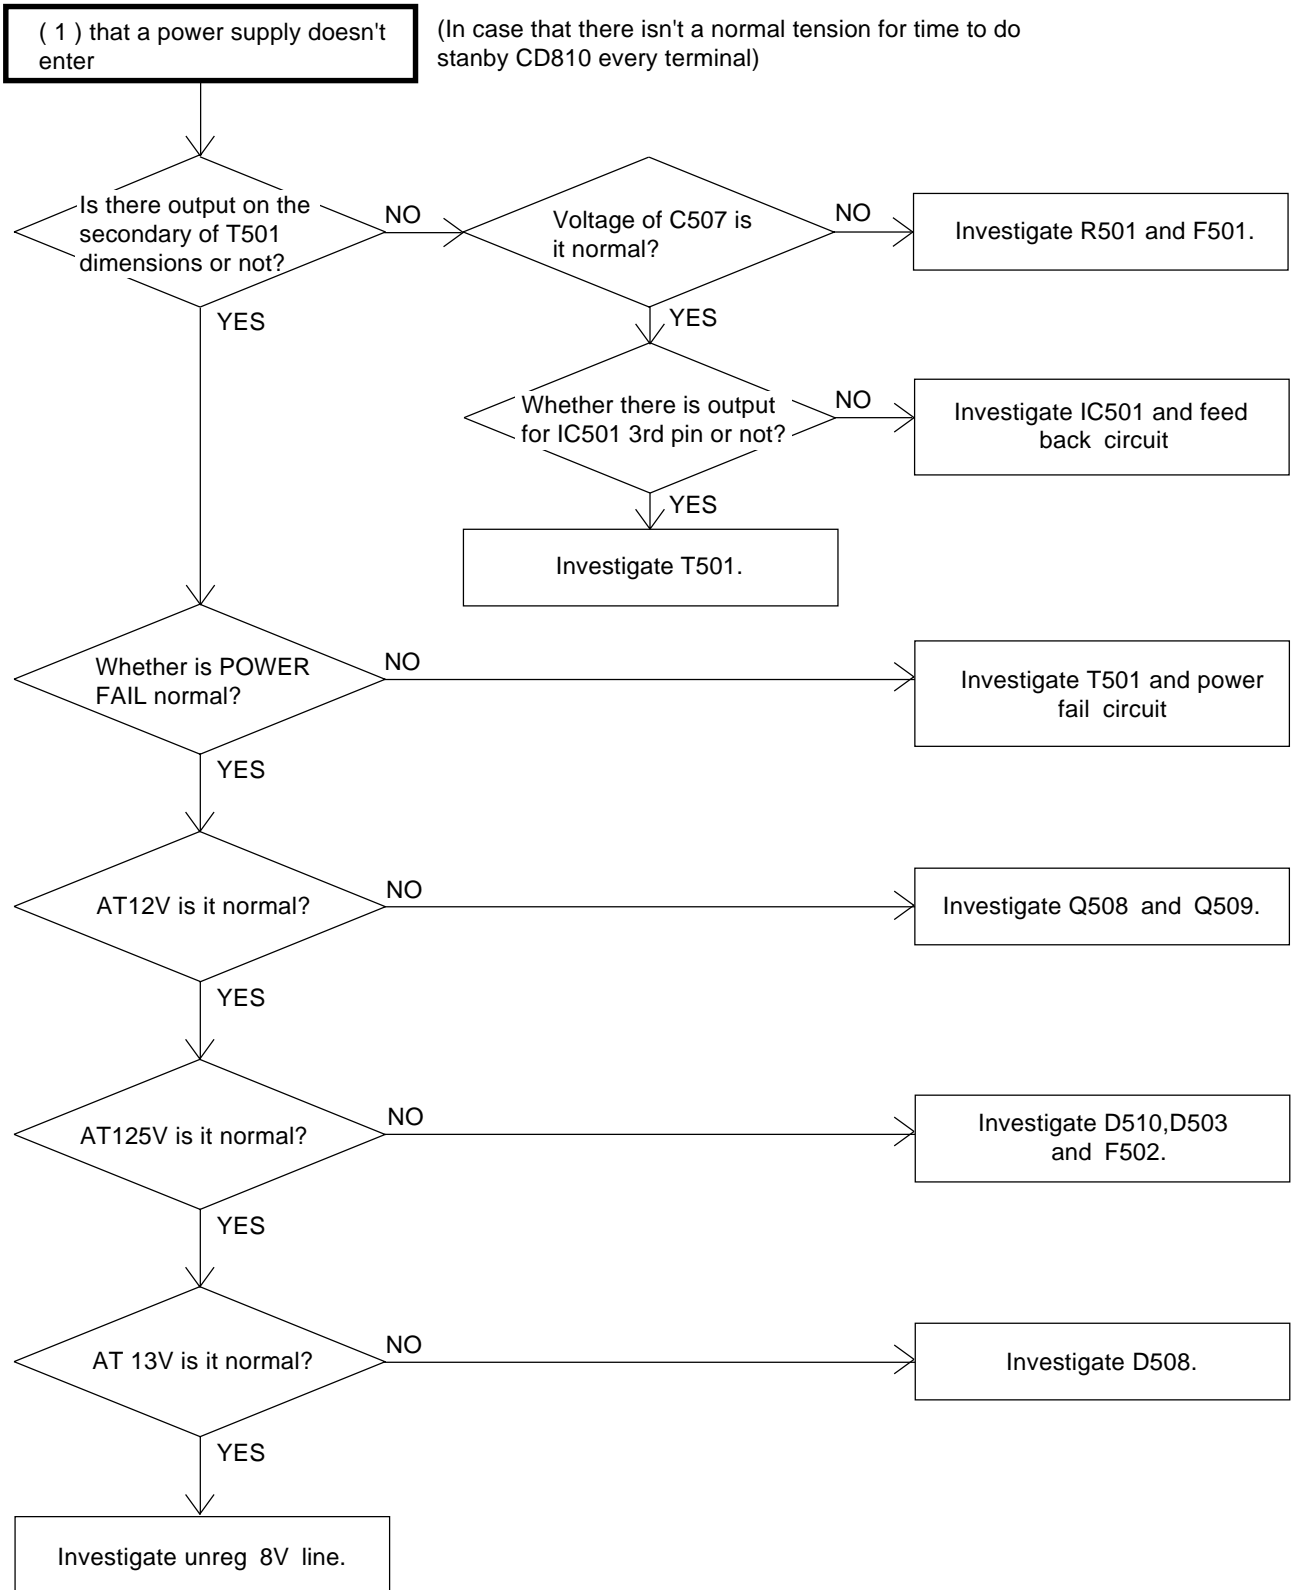 ( 1 ) that a power supply doesn't
enter
(In case that there isn't a normal tension for time to do
stanby CD810 every terminal)
Is there output on the
secondary of T501
dimensions or not?
NO
Voltage of C507 is
it normal?
NO
Investigate R501 and F501.
YES
YES
Whether there is output
for IC501 3rd pin or not?
NO
Investigate IC501 and feed
back circuit
YES
Investigate T501.
Whether is POWER
FAIL normal?
NO
Investigate T501 and power
fail circuit
YES
AT12V is it normal?
NO
Investigate Q508 and Q509.
YES
AT125V is it normal?
NO
Investigate D510,D503
and F502.
YES
AT 13V is it normal?
NO
Investigate D508.
YES
Investigate unreg 8V line.